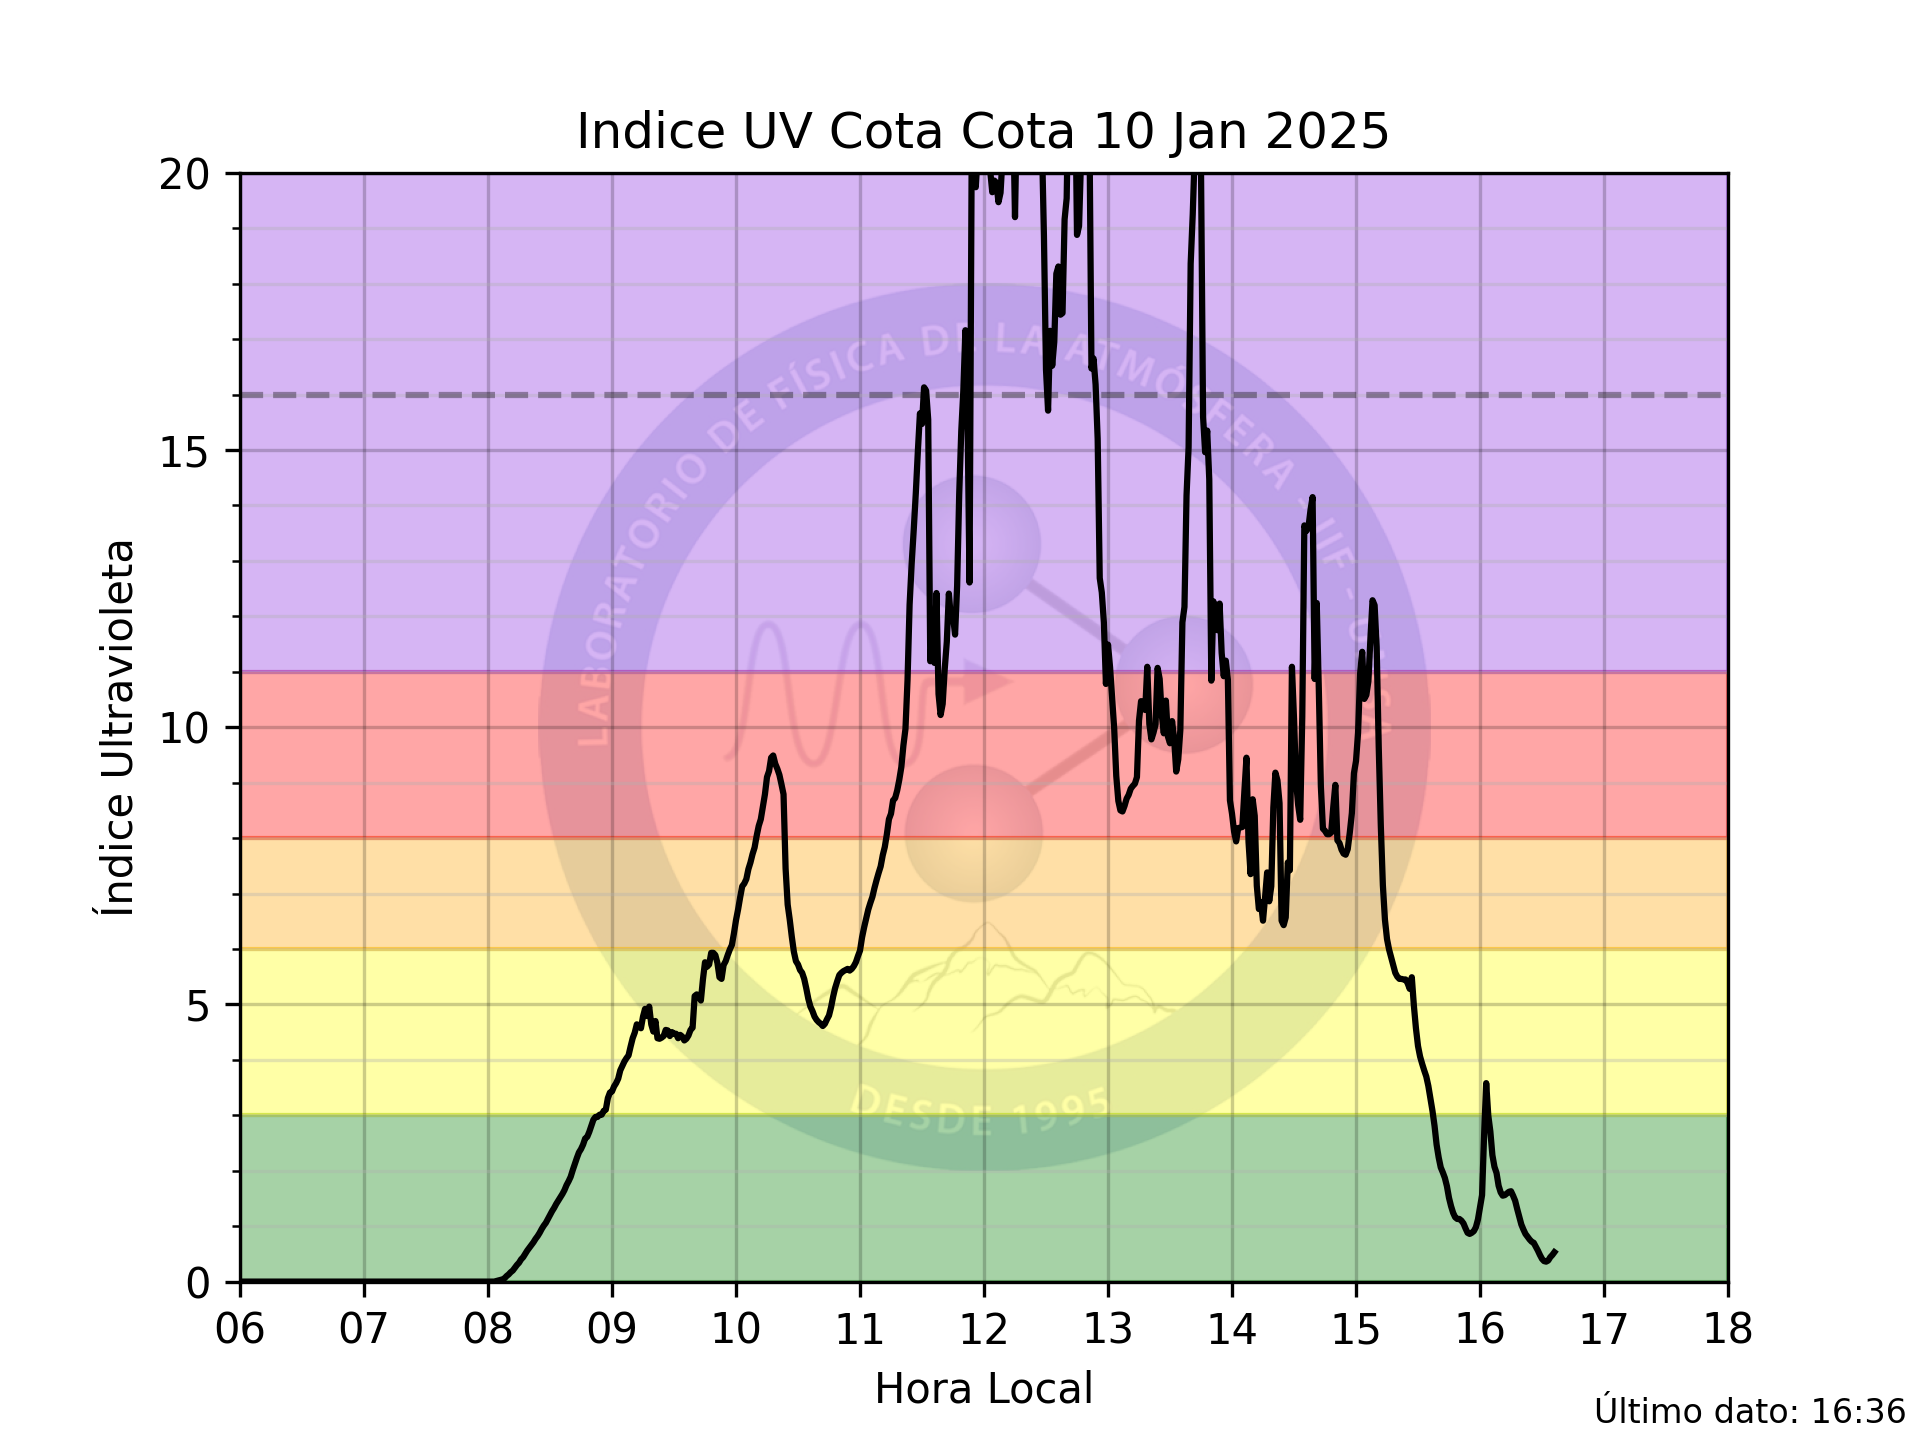 Indice UV Cota Cota 10 Jan 2025
20
15
10
5
0
Índice Ultravioleta
LABORATORIO DE FÍSICA DE LA ATMÓSFERA - IIF -
DESDE 1995
06 07 08 09 10 11 12 13 14 15 16 17 18
Hora Local
Último dato: 16:36